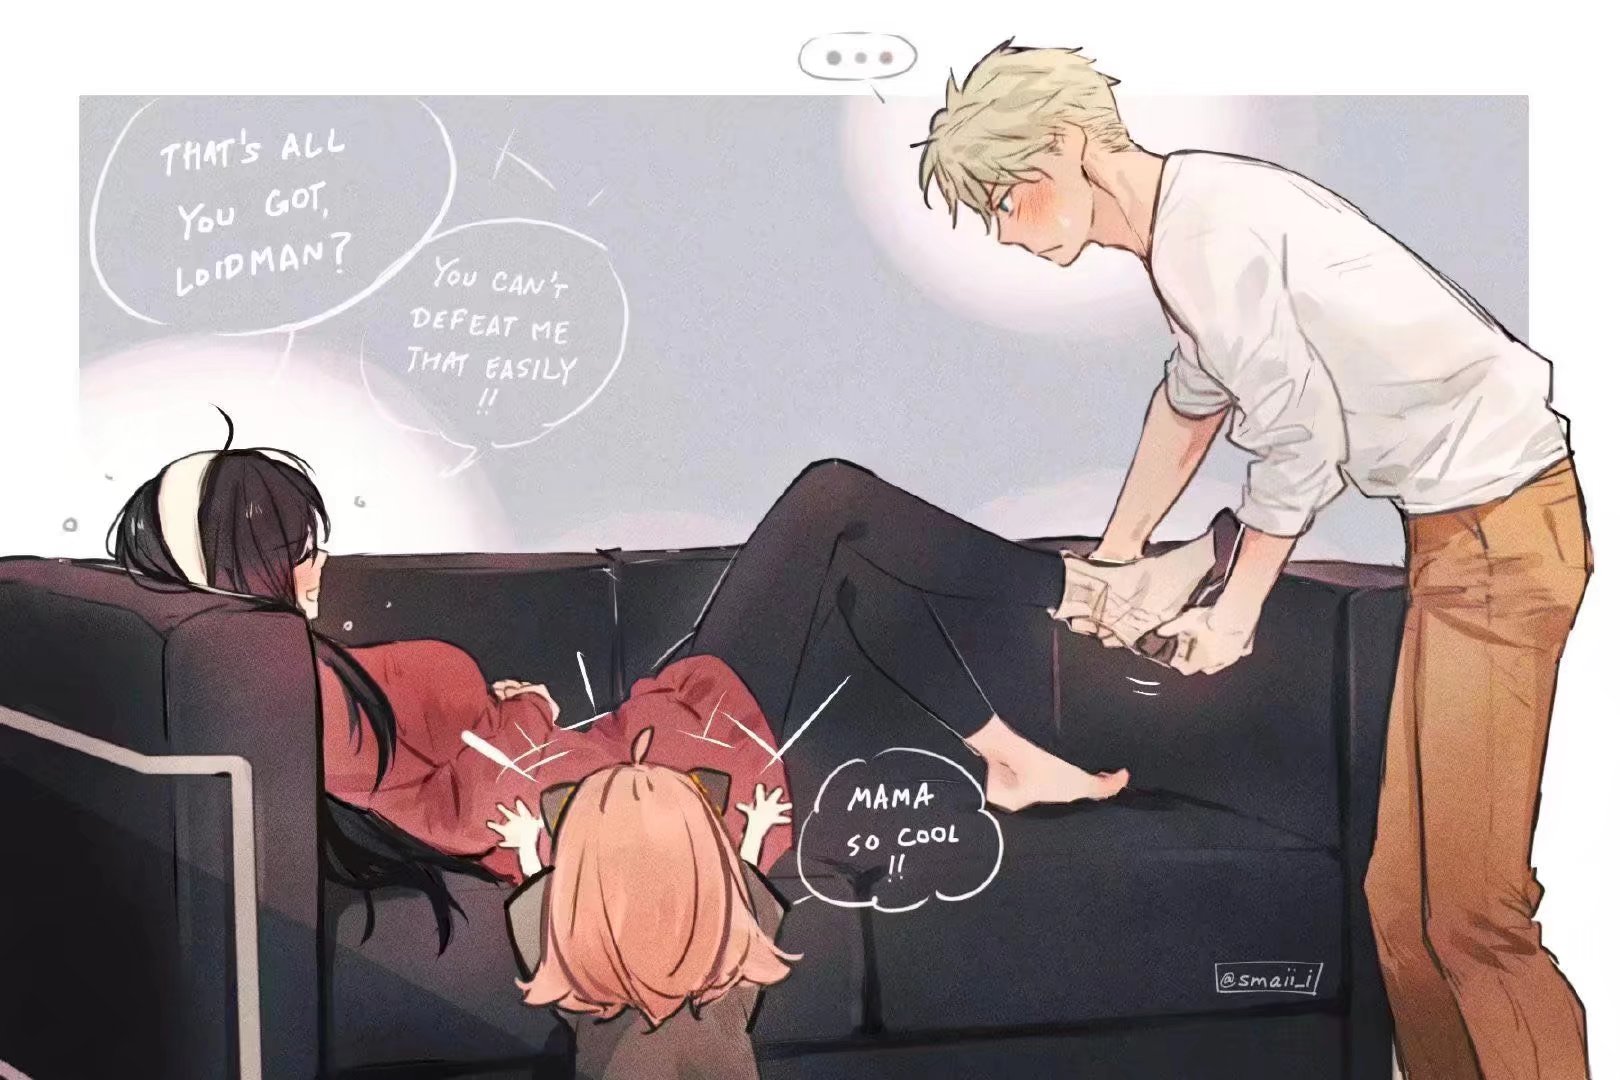 THAT'S ALL
YOU GOT,
LOIDMAN?
YOU CAN'T
DEFEAT ME
THAT EASILY
!!
MAMA
SO COOL
!!
@smaii_i